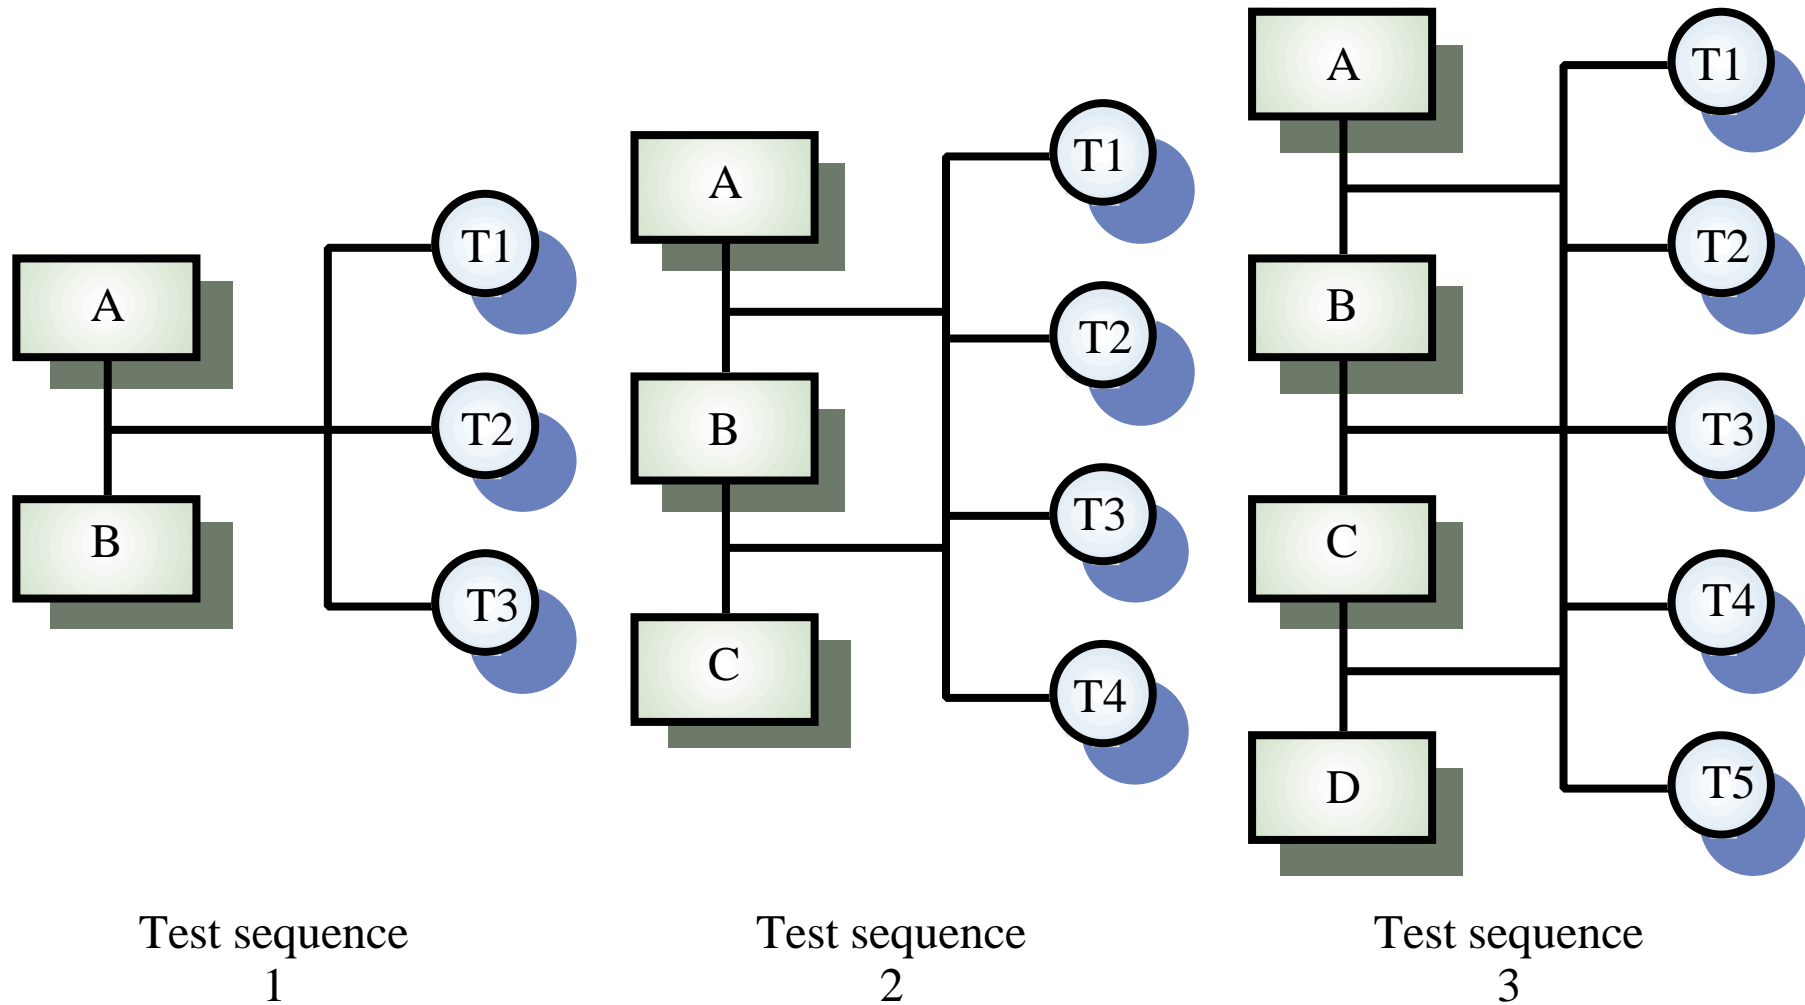 A
B
T1
T2
T3
Test sequence
1
A
B
C
T1
T2
T3
T4
Test sequence
2
A
B
C
D
T1
T2
T3
T4
T5
Test sequence
3